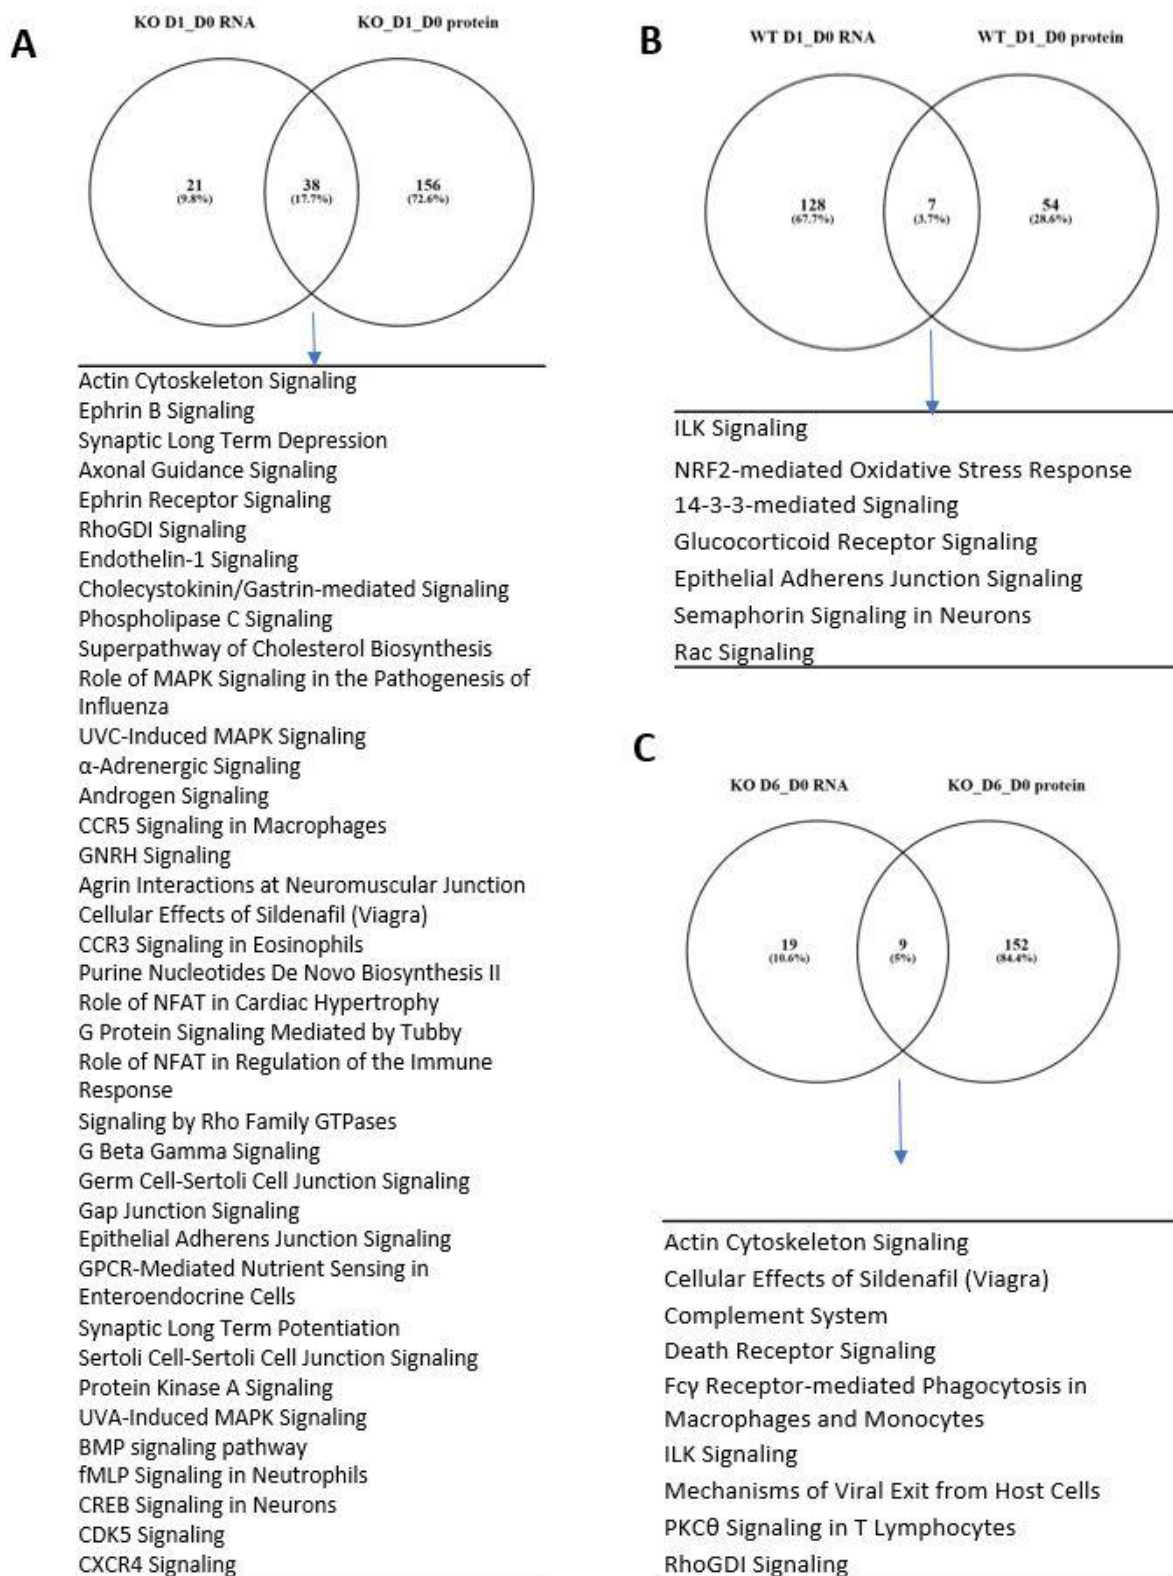 A
KO D1_D0 RNA
KO_D1_D0 protein
21
(9.8%)
38
(17.7%)
156
(72.6%)
Actin Cytoskeleton Signaling
Ephrin B Signaling
Synaptic Long Term Depression
Axonal Guidance Signaling
Ephrin Receptor Signaling
RhoGDI Signaling
Endothelin-1 Signaling
Cholecystokinin/Gastrin-mediated Signaling
Phospholipase C Signaling
Superpathway of Cholesterol Biosynthesis
Role of MAPK Signaling in the Pathogenesis of
Influenza
UVC-Induced MAPK Signaling
α-Adrenergic Signaling
Androgen Signaling
CCR5 Signaling in Macrophages
GNRH Signaling
Agrin Interactions at Neuromuscular Junction
Cellular Effects of Sildenafil (Viagra)
CCR3 Signaling in Eosinophils
Purine Nucleotides De Novo Biosynthesis II
Role of NFAT in Cardiac Hypertrophy
G Protein Signaling Mediated by Tubby
Role of NFAT in Regulation of the Immune
Response
Signaling by Rho Family GTPases
G Beta Gamma Signaling
Germ Cell-Sertoli Cell Junction Signaling
Gap Junction Signaling
Epithelial Adherens Junction Signaling
GPCR-Mediated Nutrient Sensing in
Enteroendocrine Cells
Synaptic Long Term Potentiation
Sertoli Cell-Sertoli Cell Junction Signaling
Protein Kinase A Signaling
UVA-Induced MAPK Signaling
BMP signaling pathway
fMLP Signaling in Neutrophils
CREB Signaling in Neurons
CDK5 Signaling
CXCR4 Signaling
B
WT D1_D0 RNA
WT_D1_D0 protein
128
(67.7%)
7
(3.7%)
54
(28.6%)
ILK Signaling
NRF2-mediated Oxidative Stress Response
14-3-3-mediated Signaling
Glucocorticoid Receptor Signaling
Epithelial Adherens Junction Signaling
Semaphorin Signaling in Neurons
Rac Signaling
C
KO D6_D0 RNA
KO_D6_D0 protein
19
(10.6%)
9
(5%)
152
(84.4%)
Actin Cytoskeleton Signaling
Cellular Effects of Sildenafil (Viagra)
Complement System
Death Receptor Signaling
Fcγ Receptor-mediated Phagocytosis in
Macrophages and Monocytes
ILK Signaling
Mechanisms of Viral Exit from Host Cells
PKCθ Signaling in T Lymphocytes
RhoGDI Signaling